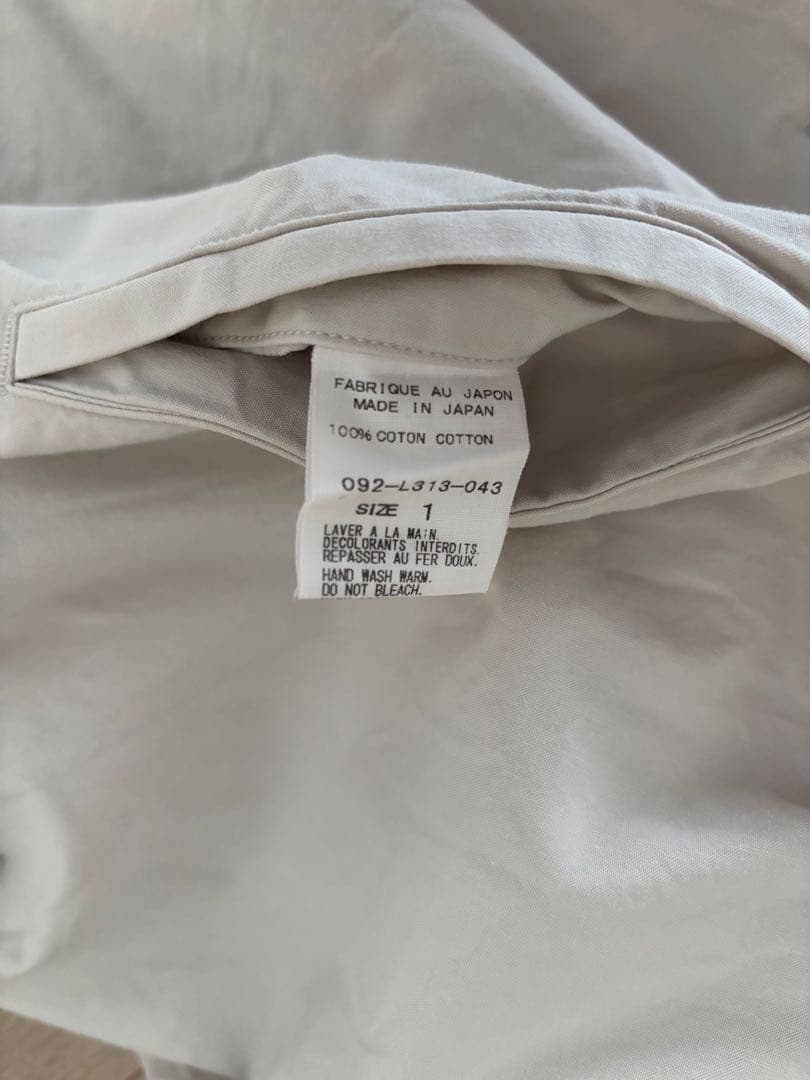 FABRIQUE AU JAPON
MADE IN JAPAN
100% COTON COTTON
092-L313-043
SIZE 1
LAVER A LA MAIN.
DECOLORANTS INTERDITS.
REPASSER AU FER DOUX.
HAND WASH WARM.
DO NOT BLEACH.